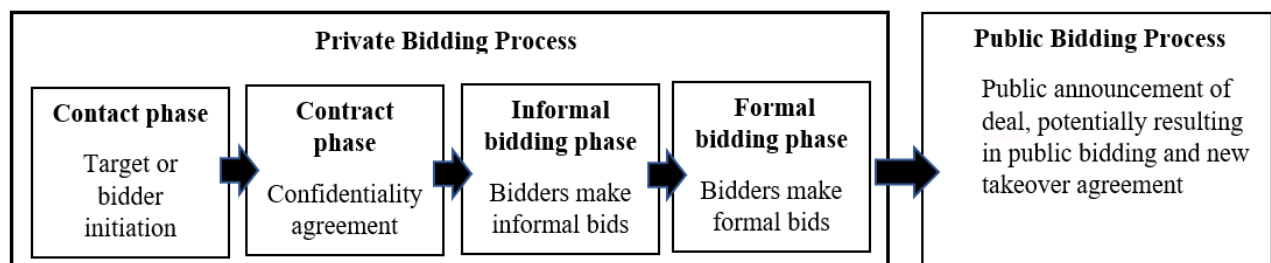 Private Bidding Process
Contact phase
Target or
bidder
initiation
Contract
phase
Confidentiality
agreement
Informal
bidding phase
Bidders make
informal bids
Formal
bidding phase
Bidders make
formal bids
Public Bidding Process
Public announcement of
deal, potentially resulting
in public bidding and new
takeover agreement